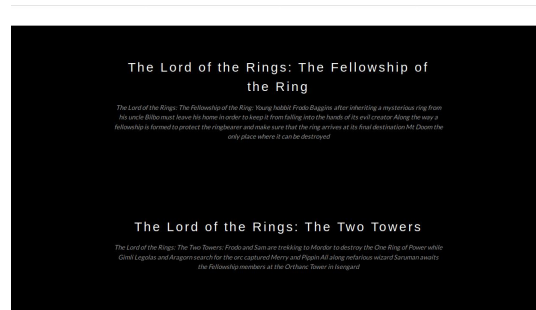 The Lord of the Rings: The Fellowship of
the Ring
The Lord of the Rings: The Fellowship of the Ring: Young hobbit Frodo Baggins after inheriting a mysterious ring from
his uncle Bilbo must leave his home in order to keep it from falling into the hands of its evil creator Along the way a
fellowship is formed to protect the ringbearer and make sure that the ring arrives at its final destination Mt Doom the
only place where it can be destroyed
The Lord of the Rings: The Two Towers
The Lord of the Rings: The Two Towers: Frodo and Sam are trekking to Mordor to destroy the One Ring of Power while
Gimli Legolas and Aragorn search for the orc captured Merry and Pippin All along nefarious wizard Saruman awaits
the Fellowship members at the Orthanc Tower in Isengard